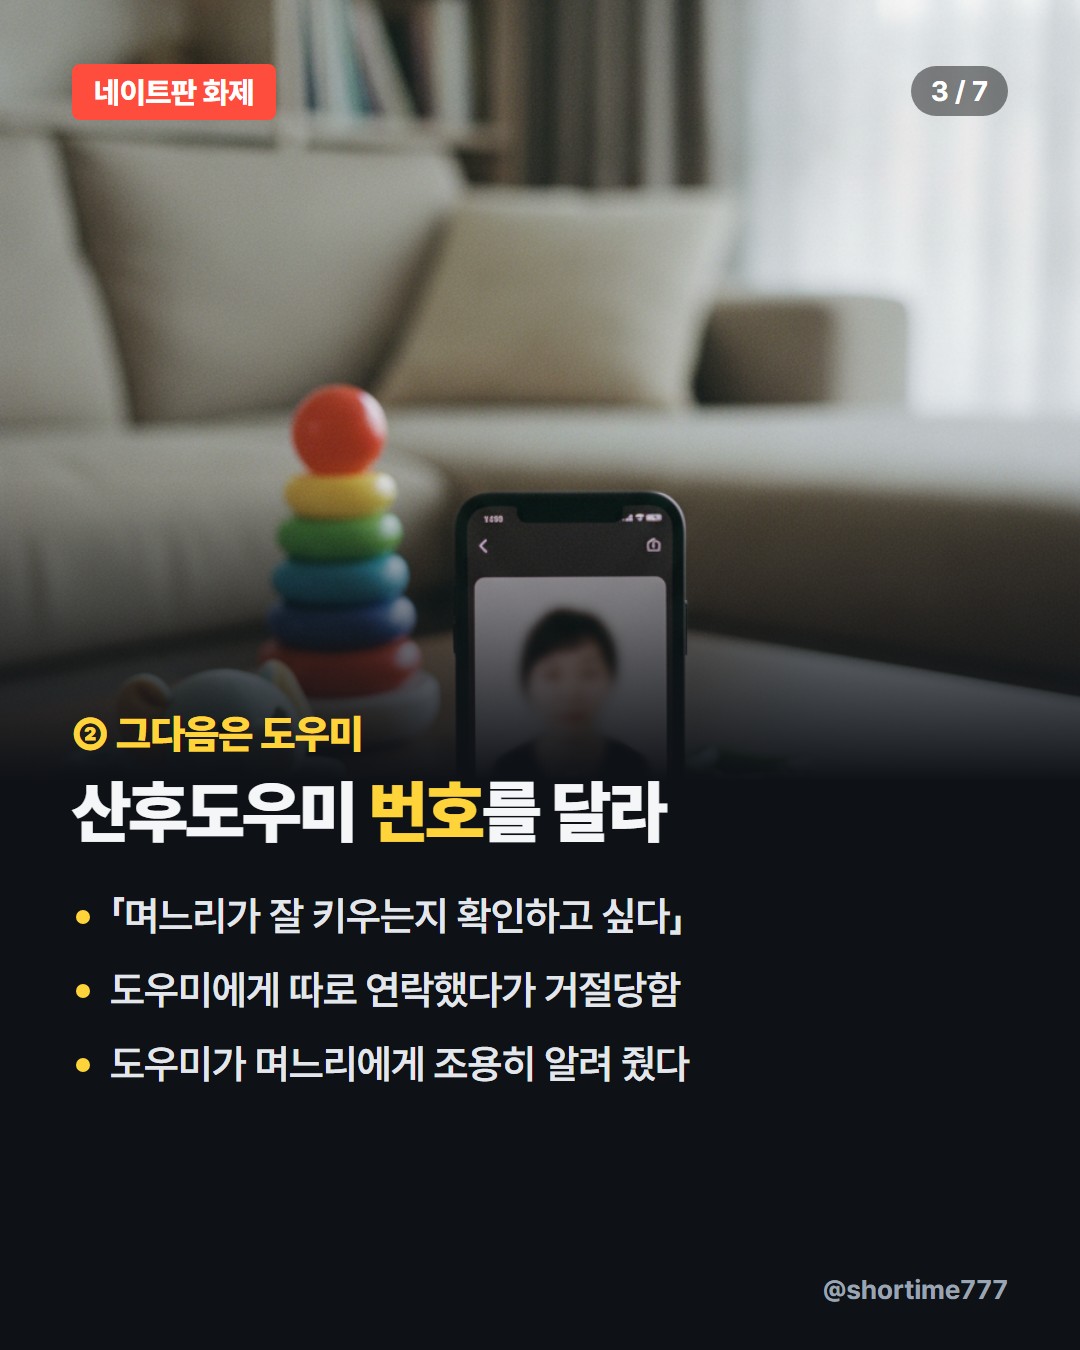 네이트판 화제
3 / 7
② 그다음은 도우미
산후도우미 번호를 달라
• 「며느리가 잘 키우는지 확인하고 싶다」
• 도우미에게 따로 연락했다가 거절당함
• 도우미가 며느리에게 조용히 알려 줬다
@shortime777